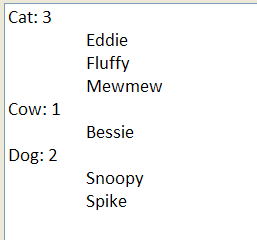 Cat: 3
Eddie
Fluffy
Mewmew
Cow: 1
Bessie
Dog: 2
Snoopy
Spike